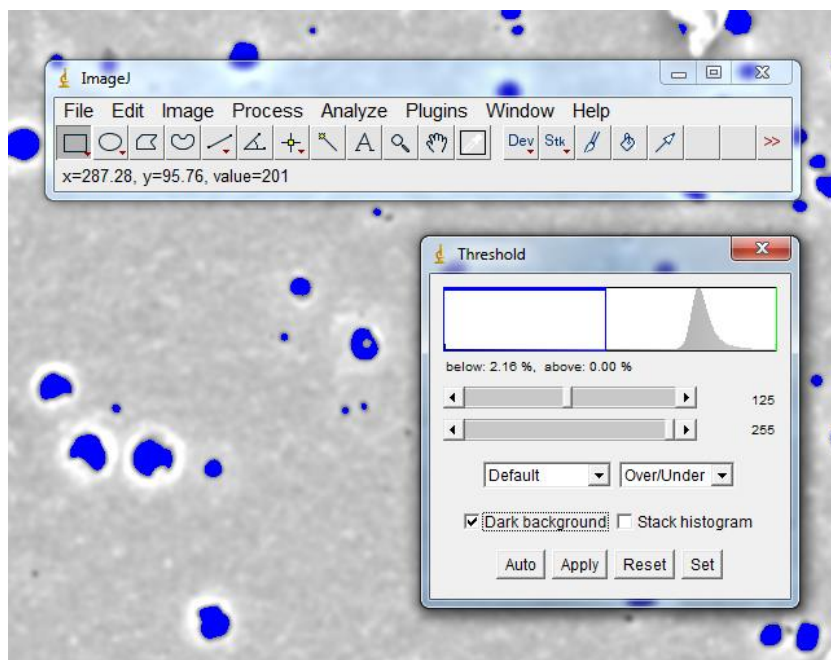 ImageJ
File Edit Image Process Analyze Plugins Window Help
A Dev Stk >>
x=287.28, y=95.76, value=201
Threshold
below: 2.16 %, above: 0.00 %
125
255
Default Over/Under
Dark background Stack histogram
Auto Apply Reset Set